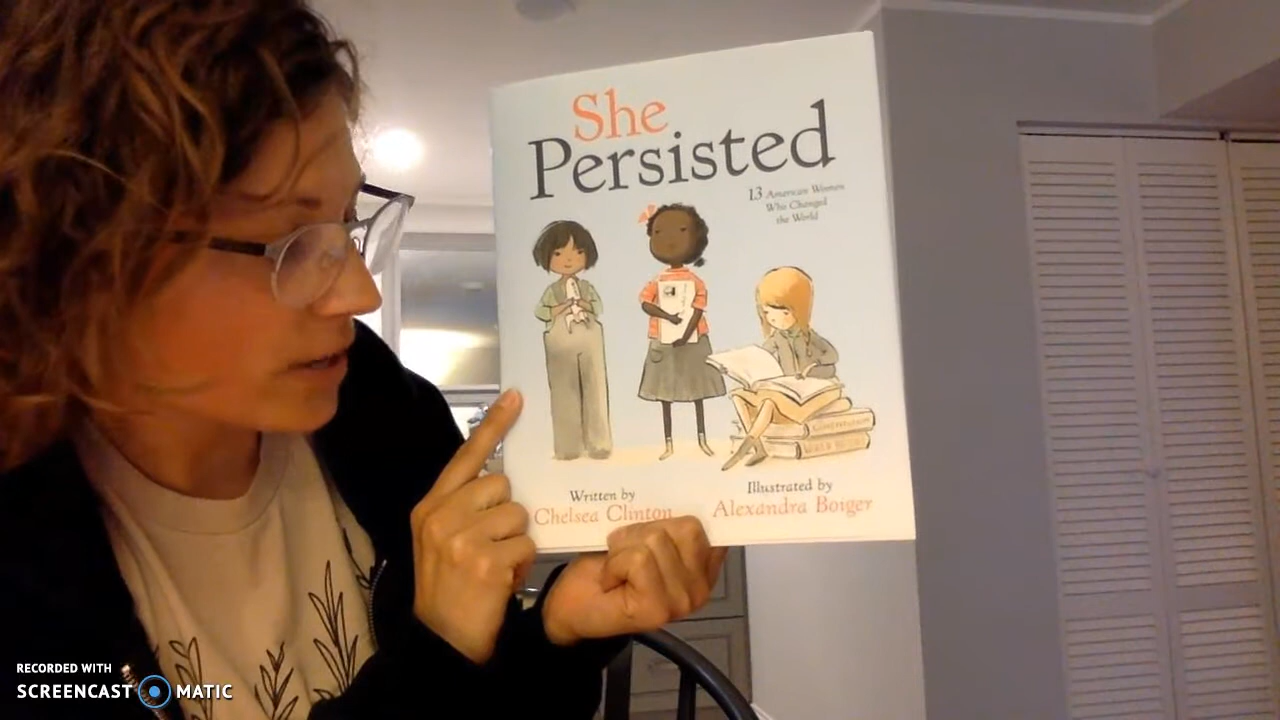 She
Persisted
13 American Women
Who Changed
the World
Written by
Chelsea Clinton
Illustrated by
Alexandra Boiger
RECORDED WITH
SCREENCAST MATIC